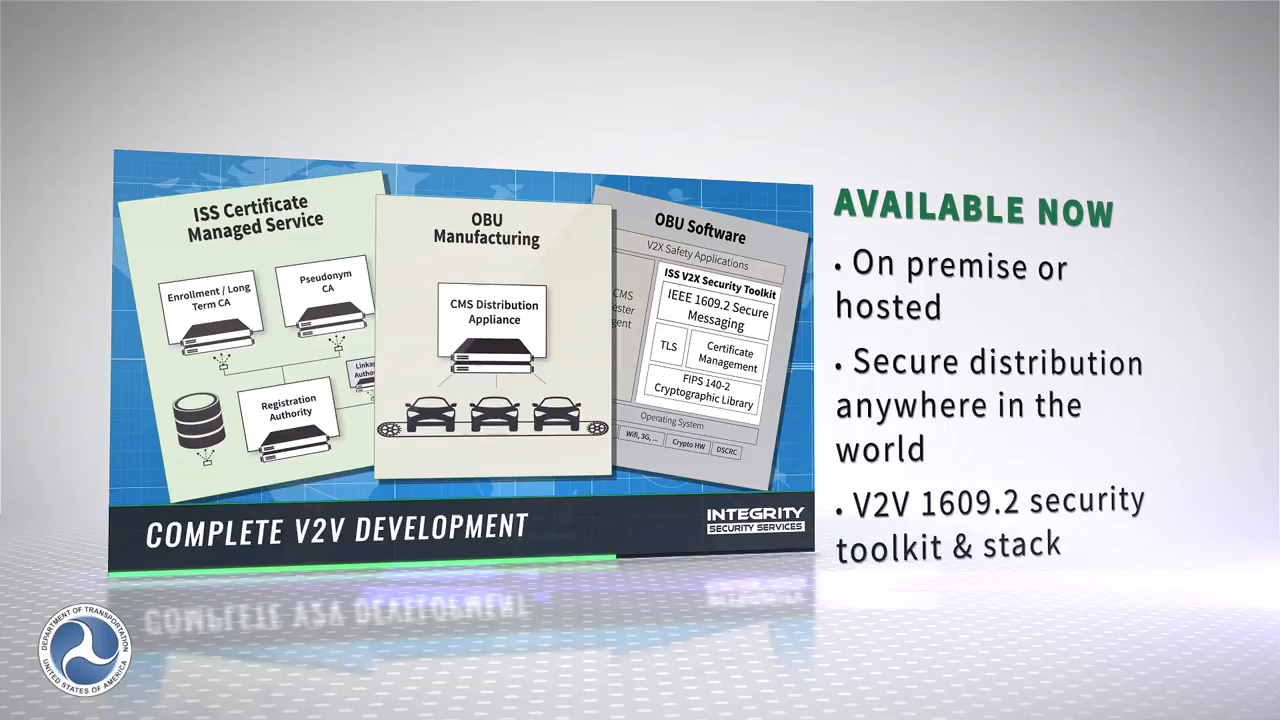 ISS Certificate
Managed Service
Enrollment / Long
Term CA
Pseudonym
CA
Registration
Authority
OBU
Manufacturing
CMS Distribution
Appliance
OBU Software
V2X Safety Applications
CMS
ISS V2X Security Toolkit
IEEE 1609.2 Secure
Messaging
TLS
Certificate
Management
FIPS 140-2
Cryptographic Library
Operating System
Wifi, 3G, ...
Crypto HW
DSCRC
COMPLETE V2V DEVELOPMENT
INTEGRITY
SECURITY SERVICES
AVAILABLE NOW
• On premise or
hosted
• Secure distribution
anywhere in the
world
• V2V 1609.2 security
toolkit & stack
DEPARTMENT OF TRANSPORTATION
UNITED STATES OF AMERICA